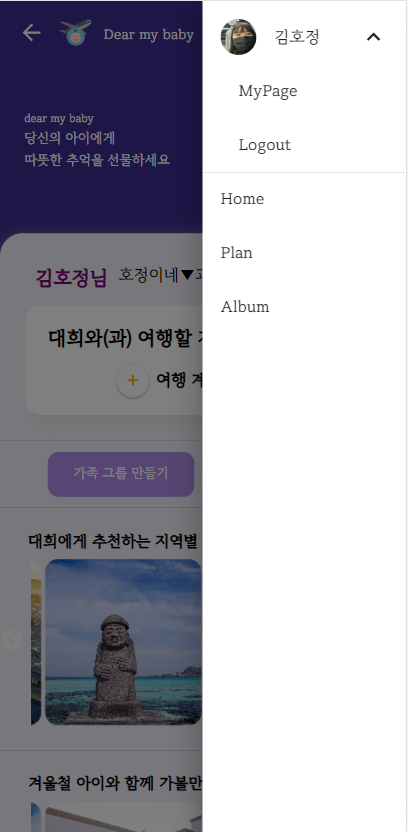 Dear my baby
dear my baby
당신의 아이에게
따뜻한 추억을 선물하세요
김호정님 호정이네▼
대희와(과) 여행할
+ 여행
가족 그룹 만들기
대희에게 추천하는 지역별
겨울철 아이와 함께 가볼만
김호정
MyPage
Logout
Home
Plan
Album